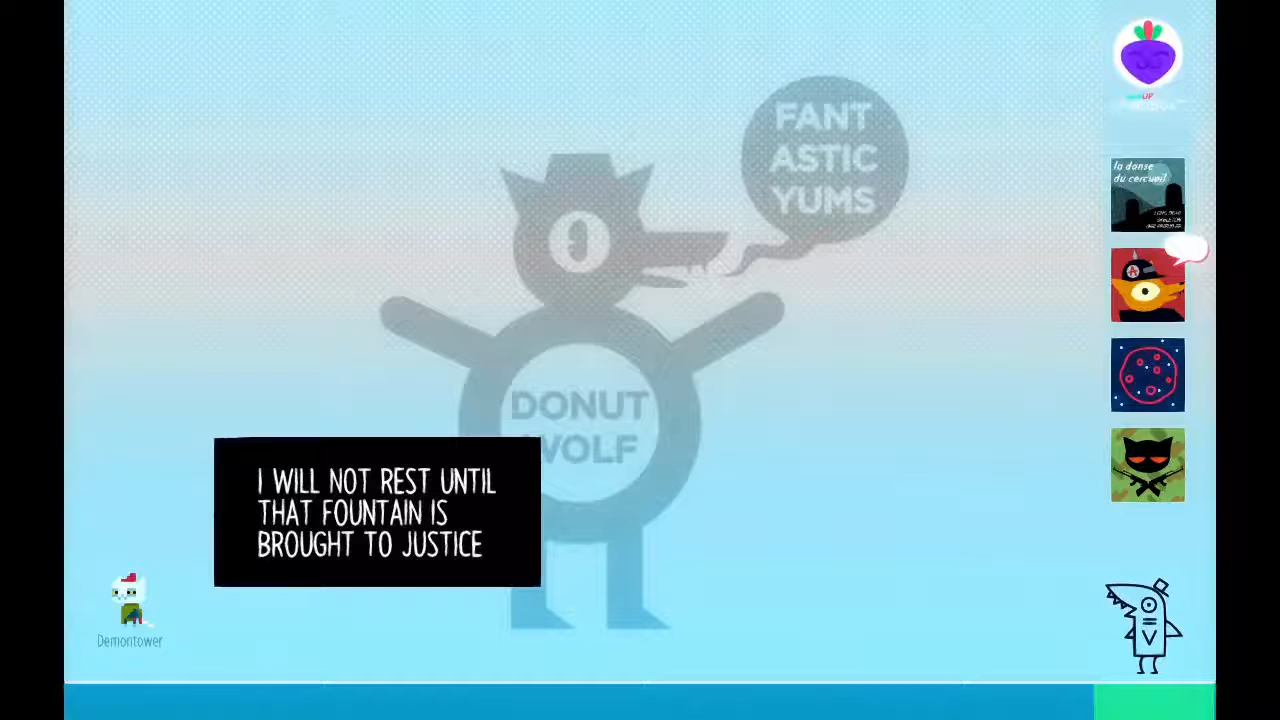 FANT
ASTIC
YUMS
la danse
du cercueil
DONUT
WOLF
I WILL NOT REST UNTIL
THAT FOUNTAIN IS
BROUGHT TO JUSTICE
Demontower